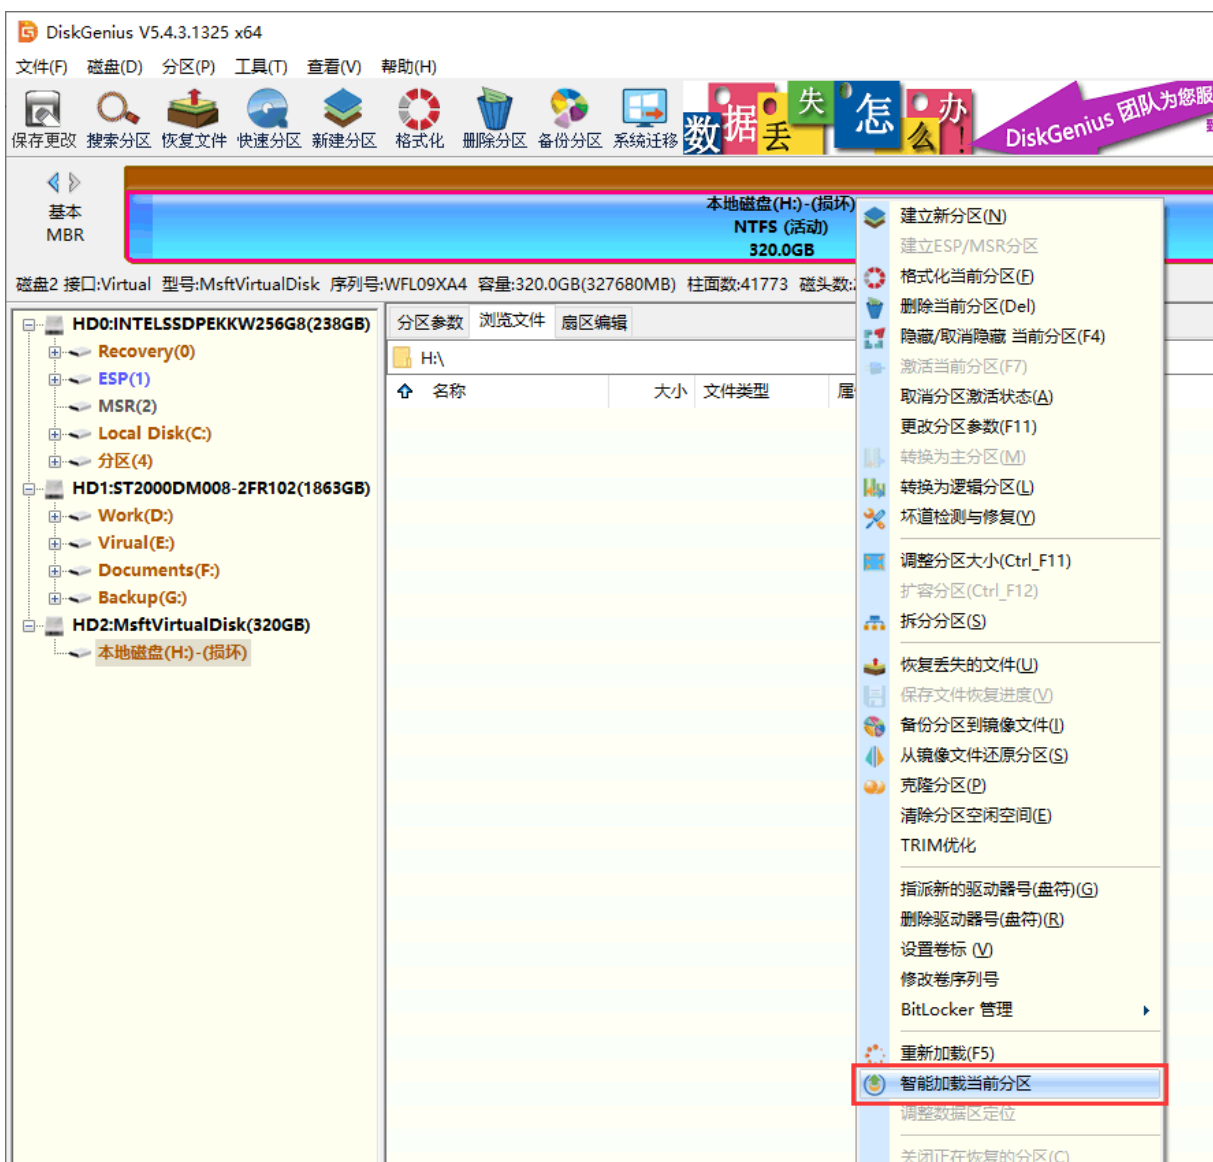 DiskGenius V5.4.3.1325 x64
文件(F) 磁盘(D) 分区(P) 工具(T) 查看(V) 帮助(H)
保存更改 搜索分区 恢复文件 快速分区 新建分区 格式化 删除分区 备份分区 系统迁移
数据丢失怎么办!
DiskGenius 团队为您服
基本
MBR
本地磁盘(H:)-(损坏)
NTFS (活动)
320.0GB
磁盘2 接口:Virtual 型号:MsftVirtualDisk 序列号:WFL09XA4 容量:320.0GB(327680MB) 柱面数:41773 磁头数:
HD0:INTELSSDPEKKW256G8(238GB)
Recovery(0)
ESP(1)
MSR(2)
Local Disk(C:)
分区(4)
HD1:ST2000DM008-2FR102(1863GB)
Work(D:)
Virual(E:)
Documents(F:)
Backup(G:)
HD2:MsftVirtualDisk(320GB)
本地磁盘(H:)-(损坏)
分区参数 浏览文件 扇区编辑
H:\
名称 大小 文件类型 属
建立新分区(N)
建立ESP/MSR分区
格式化当前分区(F)
删除当前分区(Del)
隐藏/取消隐藏 当前分区(F4)
激活当前分区(F7)
取消分区激活状态(A)
更改分区参数(F11)
转换为主分区(M)
转换为逻辑分区(L)
坏道检测与修复(Y)
调整分区大小(Ctrl_F11)
扩容分区(Ctrl_F12)
拆分分区(S)
恢复丢失的文件(U)
保存文件恢复进度(V)
备份分区到镜像文件(I)
从镜像文件还原分区(S)
克隆分区(P)
清除分区空闲空间(E)
TRIM优化
指派新的驱动器号(盘符)(G)
删除驱动器号(盘符)(R)
设置卷标 (V)
修改卷序列号
BitLocker 管理
重新加载(F5)
智能加载当前分区
调整数据区定位
关闭正在恢复的分区(C)